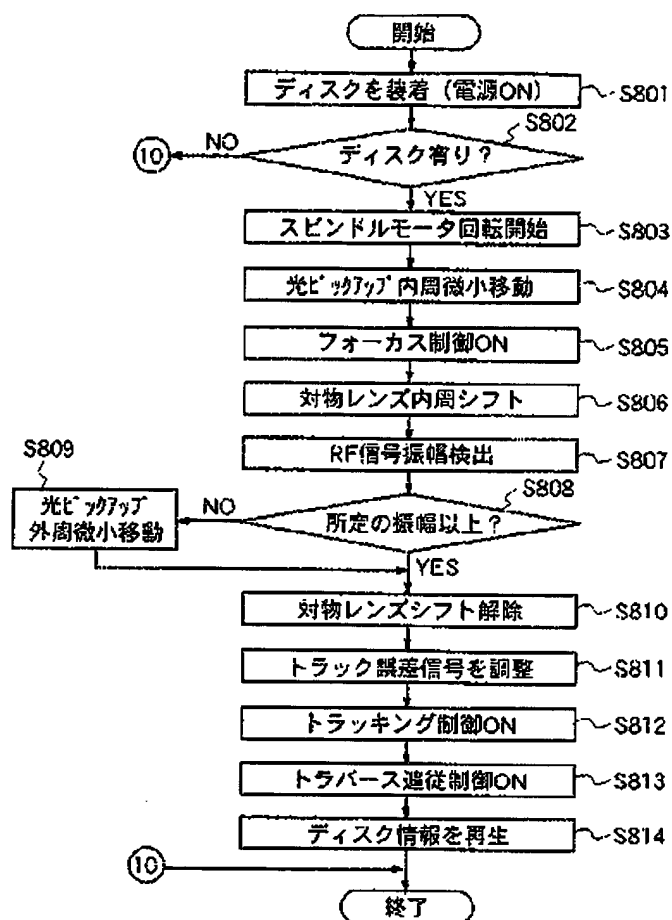 開始
ディスクを装着（電源ON） S801
S802
10 NO ディスク有り？
YES
スピンドルモータ回転開始 S803
光ピックアップ内周微小移動 S804
フォーカス制御ON S805
対物レンズ内周シフト S806
RF信号振幅検出 S807
S809
S808
光ピックアップ
外周微小移動
NO 所定の振幅以上？
YES
対物レンズシフト解除 S810
トラック誤差信号を調整 S811
トラッキング制御ON S812
トラバース追従制御ON S813
ディスク情報を再生 S814
10
終了